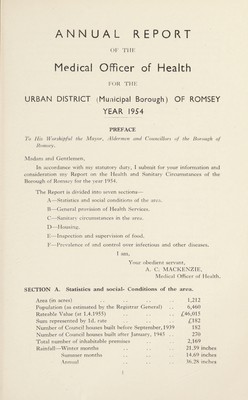 ANNUAL REPORT
OF THE
Medical Officer of Health
FOR THE
URBAN DISTRICT (Municipal Borough) OF ROMSEY
YEAR 1954
PREFACE
To His Worshipful the Mayor, Aldermen and Councillors of the Borough of
Romsey.
Madam and Gentlemen,
In accordance with my statutory duty, I submit for your information and
consideration my Report on the Health and Sanitary Circumstances of the
Borough of Romsey for the year 1954.
The Report is divided into seven sections—
A—Statistics and social conditions of the area.
B—General provision of Health Services.
C—Sanitary circumstances in the area.
D—Housing.
E—Inspection and supervision of food.
F—Prevalence of and control over infectious and other diseases.
I am,
Your obedient servant,
A. C. MACKENZIE,
Medical Officer of Health.
SECTION A. Statistics and social- Conditions of the area.
Area (in acres) .. .. .. .. 1,212
Population (as estimated by the Registrar General) .. 6,460
Rateable Value (at 1.4.1955) .. .. .. £46,015
Sum represented by 1d. rate .. .. .. £182
Number of Council houses built before September,1939 182
Number of Council houses built after January, 1945 .. 270
Total number of inhabitable premises .. .. 2,169
Rainfall—Winter months .. .. .. 21.59 inches
Summer months .. .. .. 14.69 inches
Annual .. .. .. 36.28 inches
1